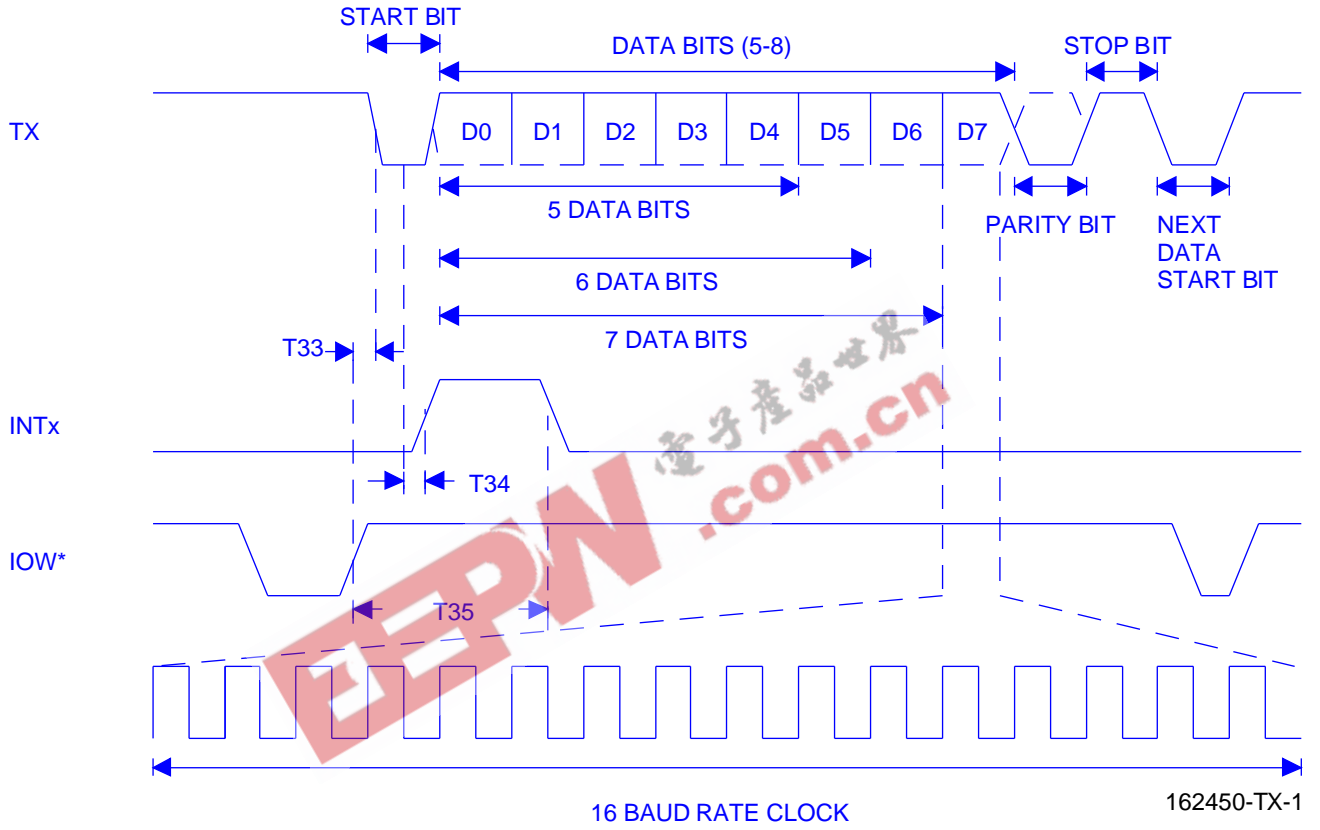 START BIT
DATA BITS (5-8)
STOP BIT
TX
D0 D1 D2 D3 D4 D5 D6 D7
5 DATA BITS
PARITY BIT
NEXT
DATA
START BIT
6 DATA BITS
7 DATA BITS
T33
INTx
T34
IOW*
T35
電子產品世界
EEPW.com.cn
16 BAUD RATE CLOCK
162450-TX-1